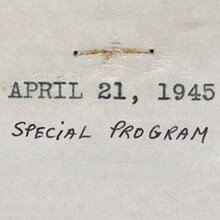 APRIL 21, 1945
SPECIAL PROGRAM